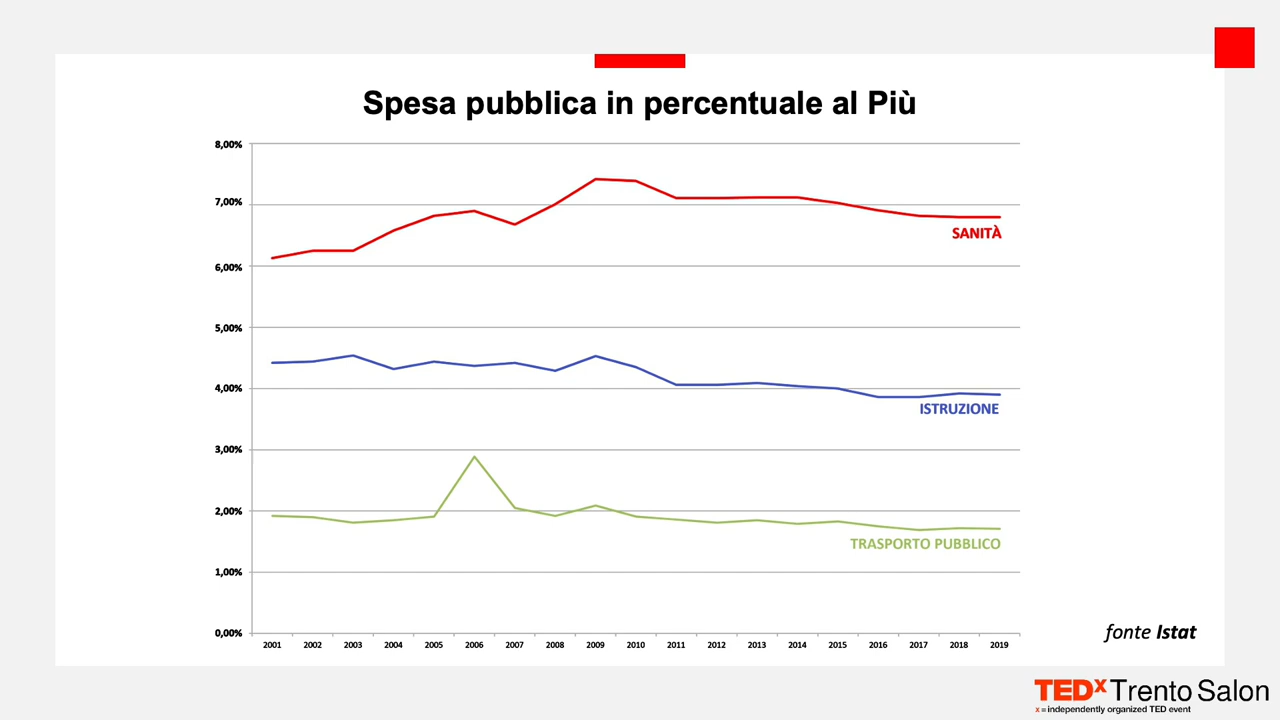 Spesa pubblica in percentuale al Più
8,00%
7,00%
6,00%
5,00%
4,00%
3,00%
2,00%
1,00%
0,00%
SANITÀ
ISTRUZIONE
TRASPORTO PUBBLICO
2001 2002 2003 2004 2005 2006 2007 2008 2009 2010 2011 2012 2013 2014 2015 2016 2017 2018 2019
fonte Istat
TEDx Trento Salon
x = independently organized TED event